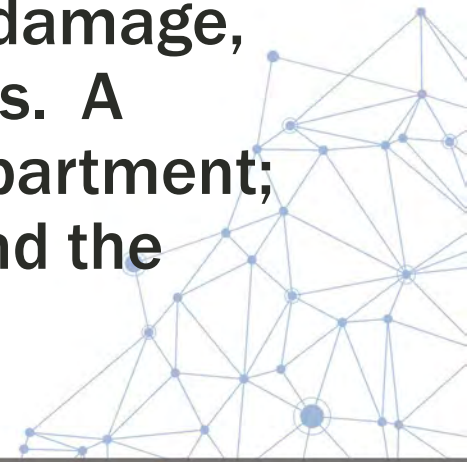 damage,
s. A
partment;
nd the